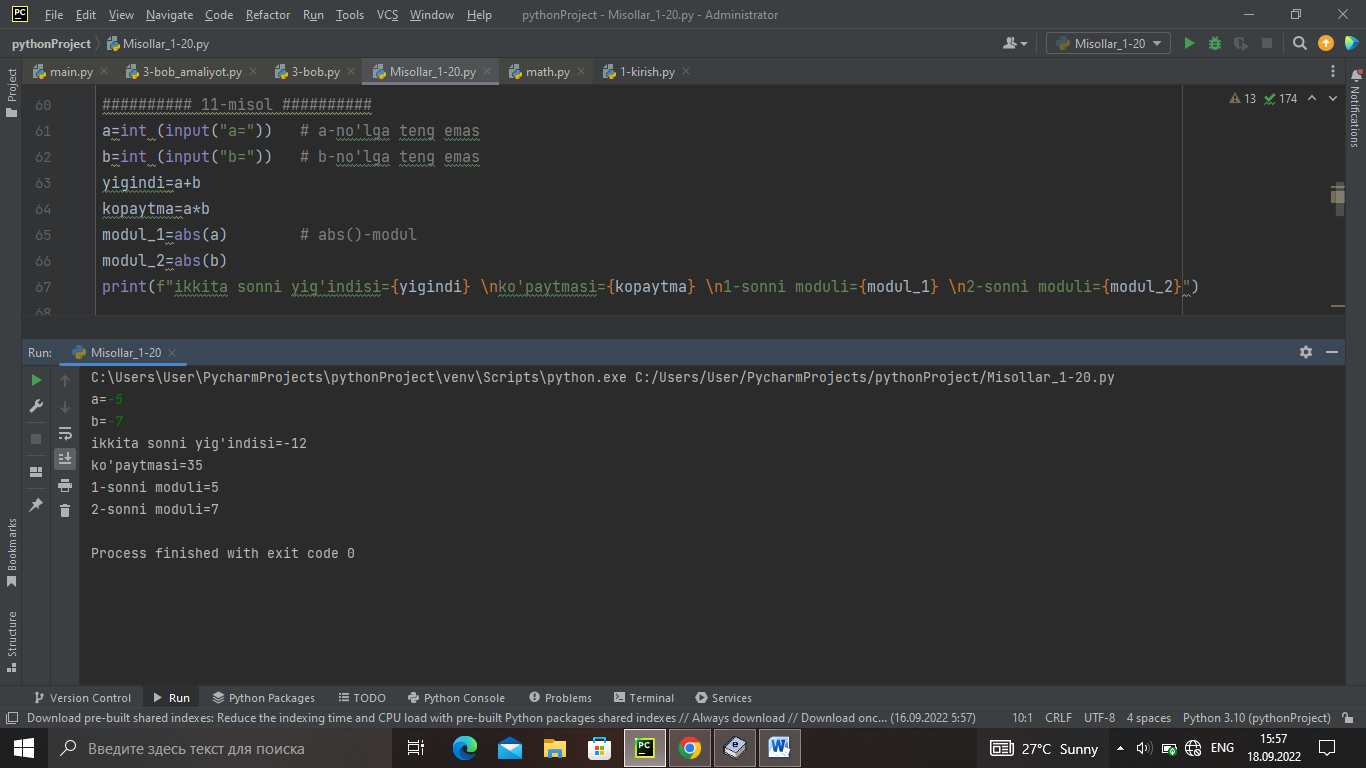 PC File Edit View Navigate Code Refactor Run Tools VCS Window Help pythonProject - Misollar_1-20.py - Administrator
pythonProject Misollar_1-20.py Misollar_1-20
main.py 3-bob_amaliyot.py 3-bob.py Misollar_1-20.py math.py 1-kirish.py
Project
Notifications
13 174
60 ########## 11-misol ##########
61 a=int (input("a=")) # a-no'lga teng emas
62 b=int (input("b=")) # b-no'lga teng emas
63 yigindi=a+b
64 kopaytma=a*b
65 modul_1=abs(a) # abs()-modul
66 modul_2=abs(b)
67 print(f"ikkita sonni yig'indisi={yigindi} \nko'paytmasi={kopaytma} \n1-sonni moduli={modul_1} \n2-sonni moduli={modul_2}")
68
Run: Misollar_1-20
C:\Users\User\PycharmProjects\pythonProject\venv\Scripts\python.exe C:/Users/User/PycharmProjects/pythonProject/Misollar_1-20.py
a=-5
b=-7
ikkita sonni yig'indisi=-12
ko'paytmasi=35
1-sonni moduli=5
2-sonni moduli=7
Process finished with exit code 0
Bookmarks
Structure
Version Control Run Python Packages TODO Python Console Problems Terminal Services
Download pre-built shared indexes: Reduce the indexing time and CPU load with pre-built Python packages shared indexes // Always download // Download onc... (16.09.2022 5:57) 10:1 CRLF UTF-8 4 spaces Python 3.10 (pythonProject)
Введите здесь текст для поиска PC W 27°C Sunny ENG 15:57
18.09.2022